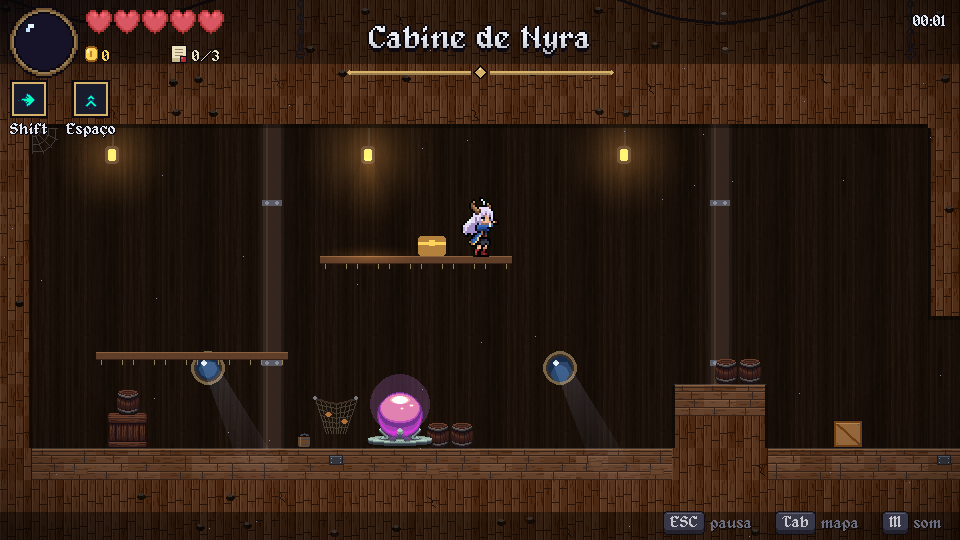 Cabine de Nyra
00:01
0
0/3
Shift
Espaço
ESC pausa
Tab mapa
M som